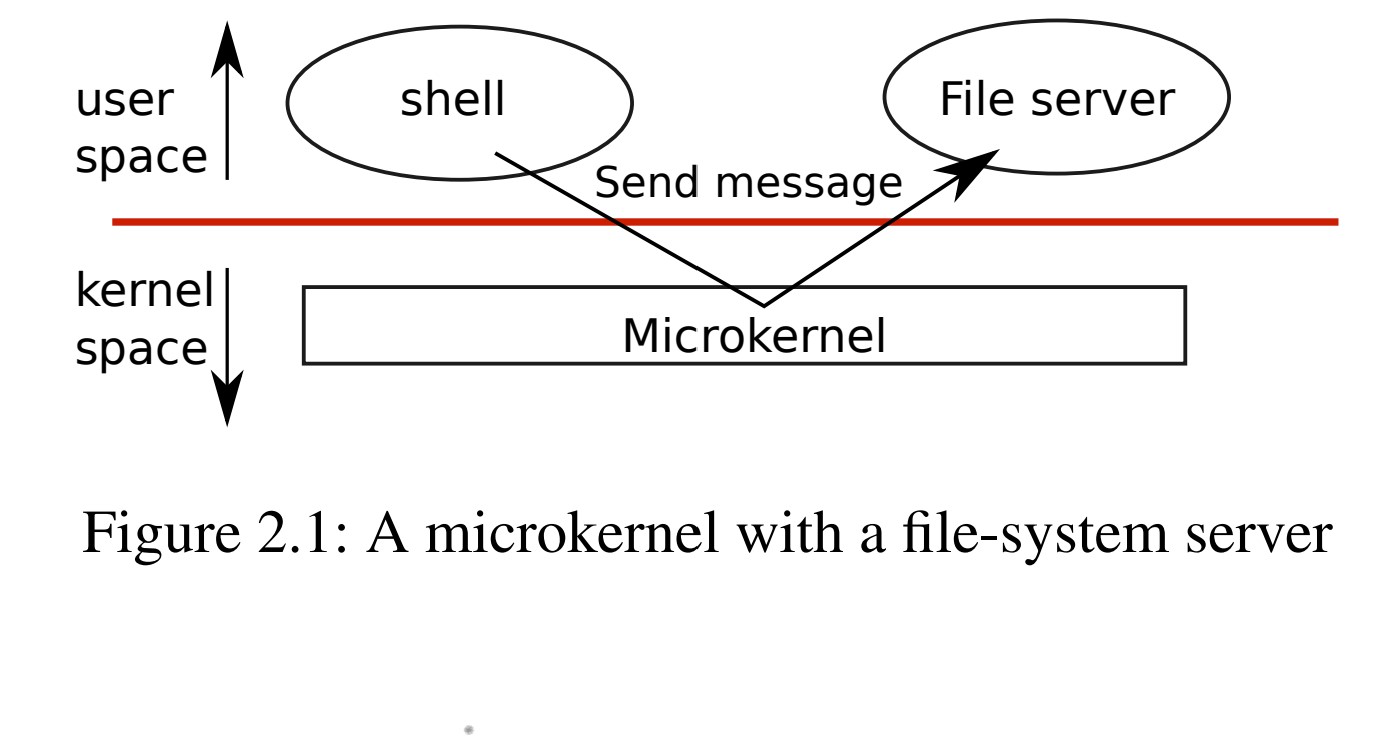 user
space
shell
File server
Send message
kernel
space
Microkernel
Figure 2.1: A microkernel with a file-system server